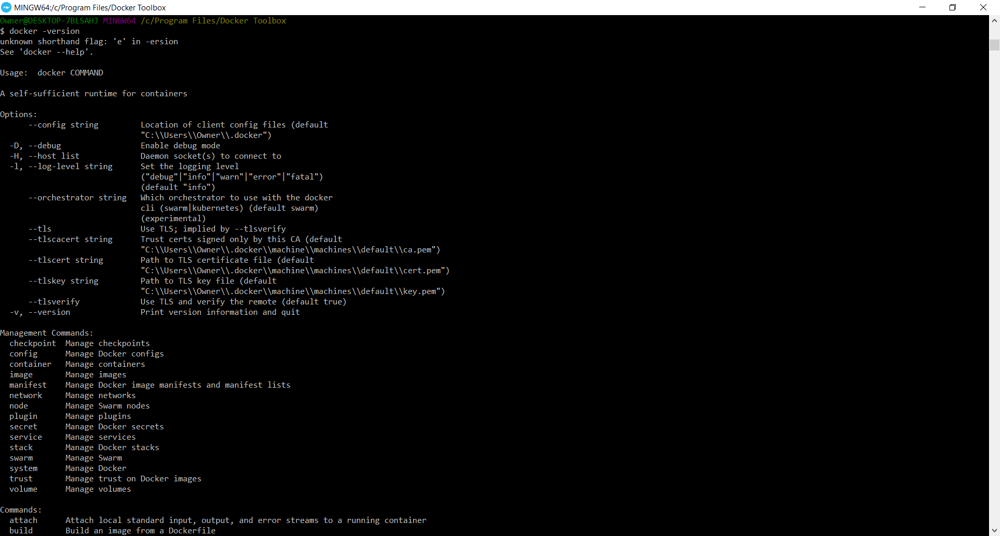 MINGW64:/c/Program Files/Docker Toolbox
Owner@DESKTOP-7BLSAHJ MINGW64 /c/Program Files/Docker Toolbox
$ docker -version
unknown shorthand flag: 'e' in -ersion
See 'docker --help'.

Usage:  docker COMMAND

A self-sufficient runtime for containers

Options:
      --config string         Location of client config files (default
                              "C:\\Users\\Owner\\.docker")
  -D, --debug                 Enable debug mode
  -H, --host list             Daemon socket(s) to connect to
  -l, --log-level string      Set the logging level
                              ("debug"|"info"|"warn"|"error"|"fatal")
                              (default "info")
      --orchestrator string   Which orchestrator to use with the docker
                              cli (swarm|kubernetes) (default swarm)
                              (experimental)
      --tls                   Use TLS; implied by --tlsverify
      --tlscacert string      Trust certs signed only by this CA (default
                              "C:\\Users\\Owner\\.docker\\machine\\machines\\default\\ca.pem")
      --tlscert string        Path to TLS certificate file (default
                              "C:\\Users\\Owner\\.docker\\machine\\machines\\default\\cert.pem")
      --tlskey string         Path to TLS key file (default
                              "C:\\Users\\Owner\\.docker\\machine\\machines\\default\\key.pem")
      --tlsverify             Use TLS and verify the remote (default true)
  -v, --version               Print version information and quit

Management Commands:
  checkpoint  Manage checkpoints
  config      Manage Docker configs
  container   Manage containers
  image       Manage images
  manifest    Manage Docker image manifests and manifest lists
  network     Manage networks
  node        Manage Swarm nodes
  plugin      Manage plugins
  secret      Manage Docker secrets
  service     Manage services
  stack       Manage Docker stacks
  swarm       Manage Swarm
  system      Manage Docker
  trust       Manage trust on Docker images
  volume      Manage volumes

Commands:
  attach      Attach local standard input, output, and error streams to a running container
  build       Build an image from a Dockerfile